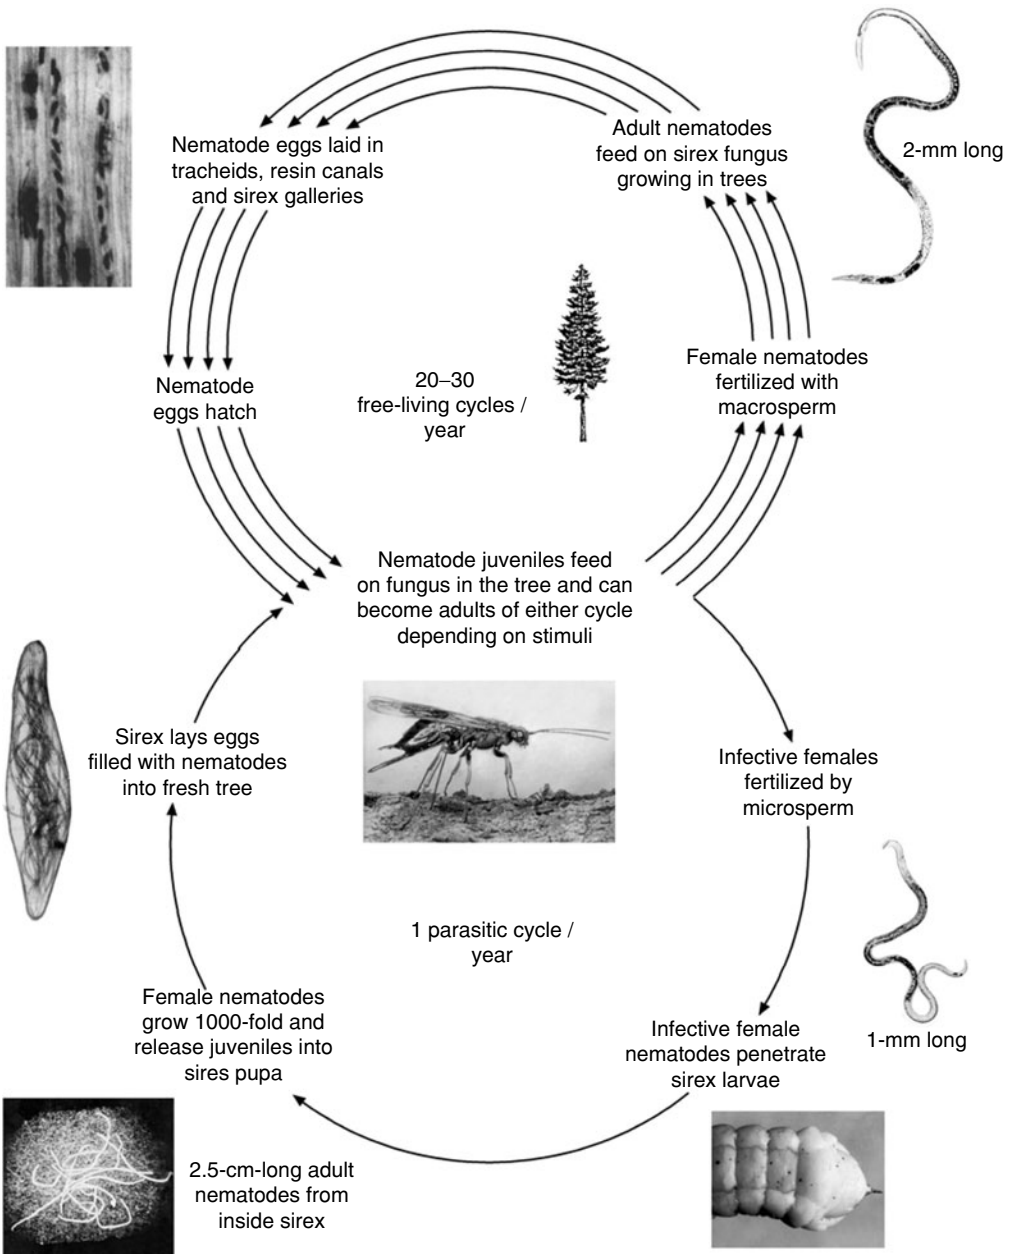 Nematode eggs laid in
tracheids, resin canals
and sirex galleries
Adult nematodes
feed on sirex fungus
growing in trees
2-mm long
Nematode
eggs hatch
20–30
free-living cycles /
year
Female nematodes
fertilized with
macrosperm
Nematode juveniles feed
on fungus in the tree and can
become adults of either cycle
depending on stimuli
Sirex lays eggs
filled with nematodes
into fresh tree
Infective females
fertilized by
microsperm
1 parasitic cycle /
year
Female nematodes
grow 1000-fold and
release juveniles into
sires pupa
Infective female
nematodes penetrate
sirex larvae
1-mm long
2.5-cm-long adult
nematodes from
inside sirex